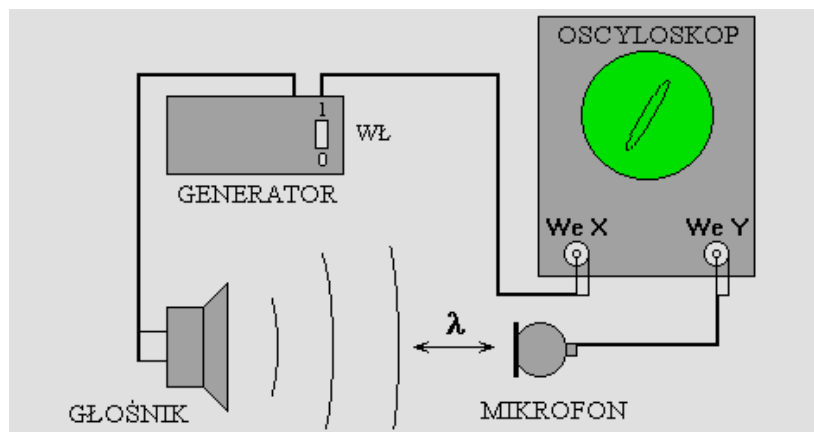 OSCYLOSKOP
1
WŁ
0
GENERATOR
We X
We Y
λ
GŁOŚNIK
MIKROFON